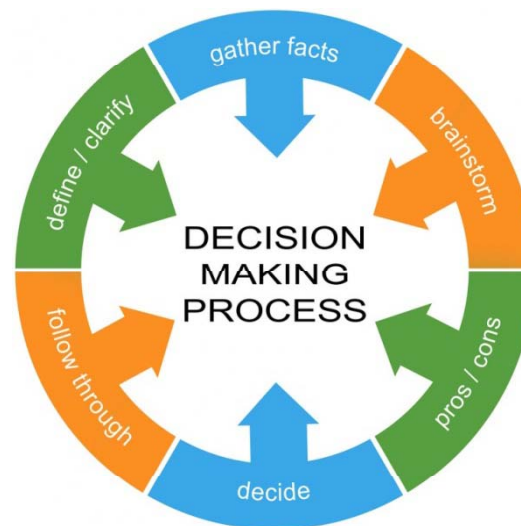 gather facts
brainstorm
pros / cons
decide
follow through
define / clarify
DECISION
MAKING
PROCESS